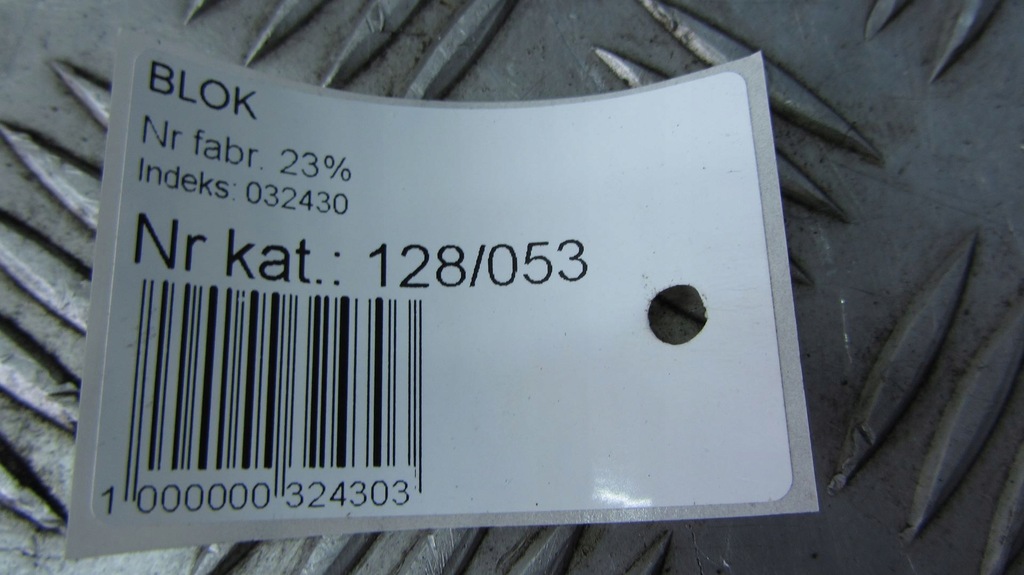 BLOK
Nr fabr. 23%
Indeks: 032430
Nr kat.: 128/053
1 000000 324303